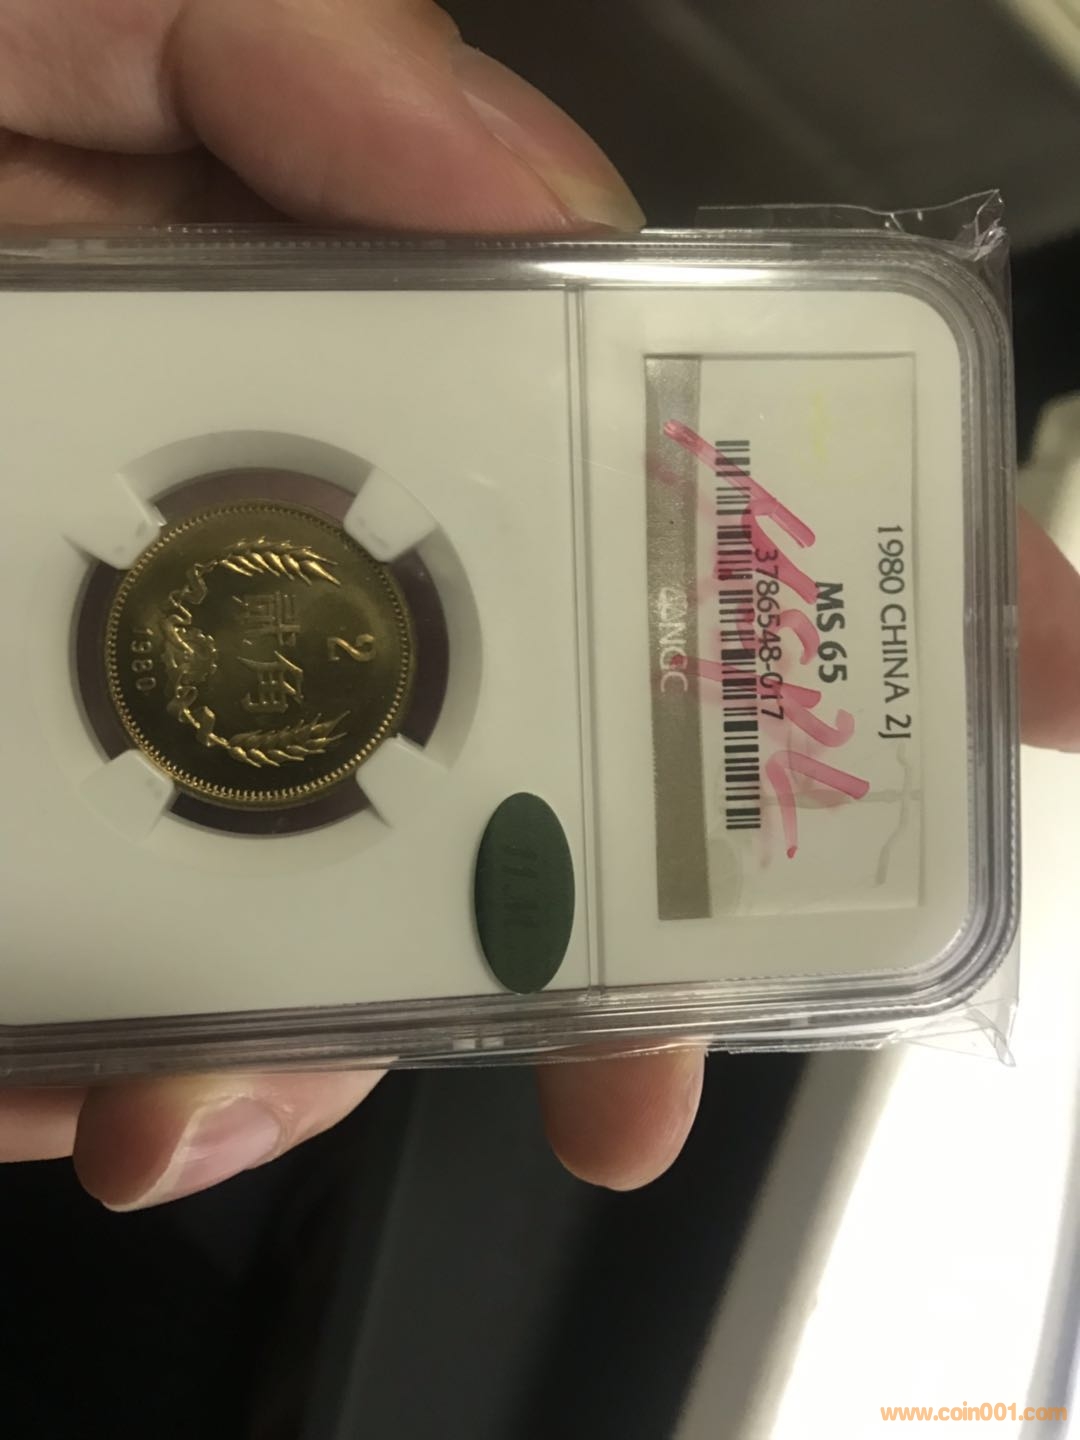 1980 CHINA 2J
MS 65
3786548-017
NGC
2
贰角
1980
www.coin001.com